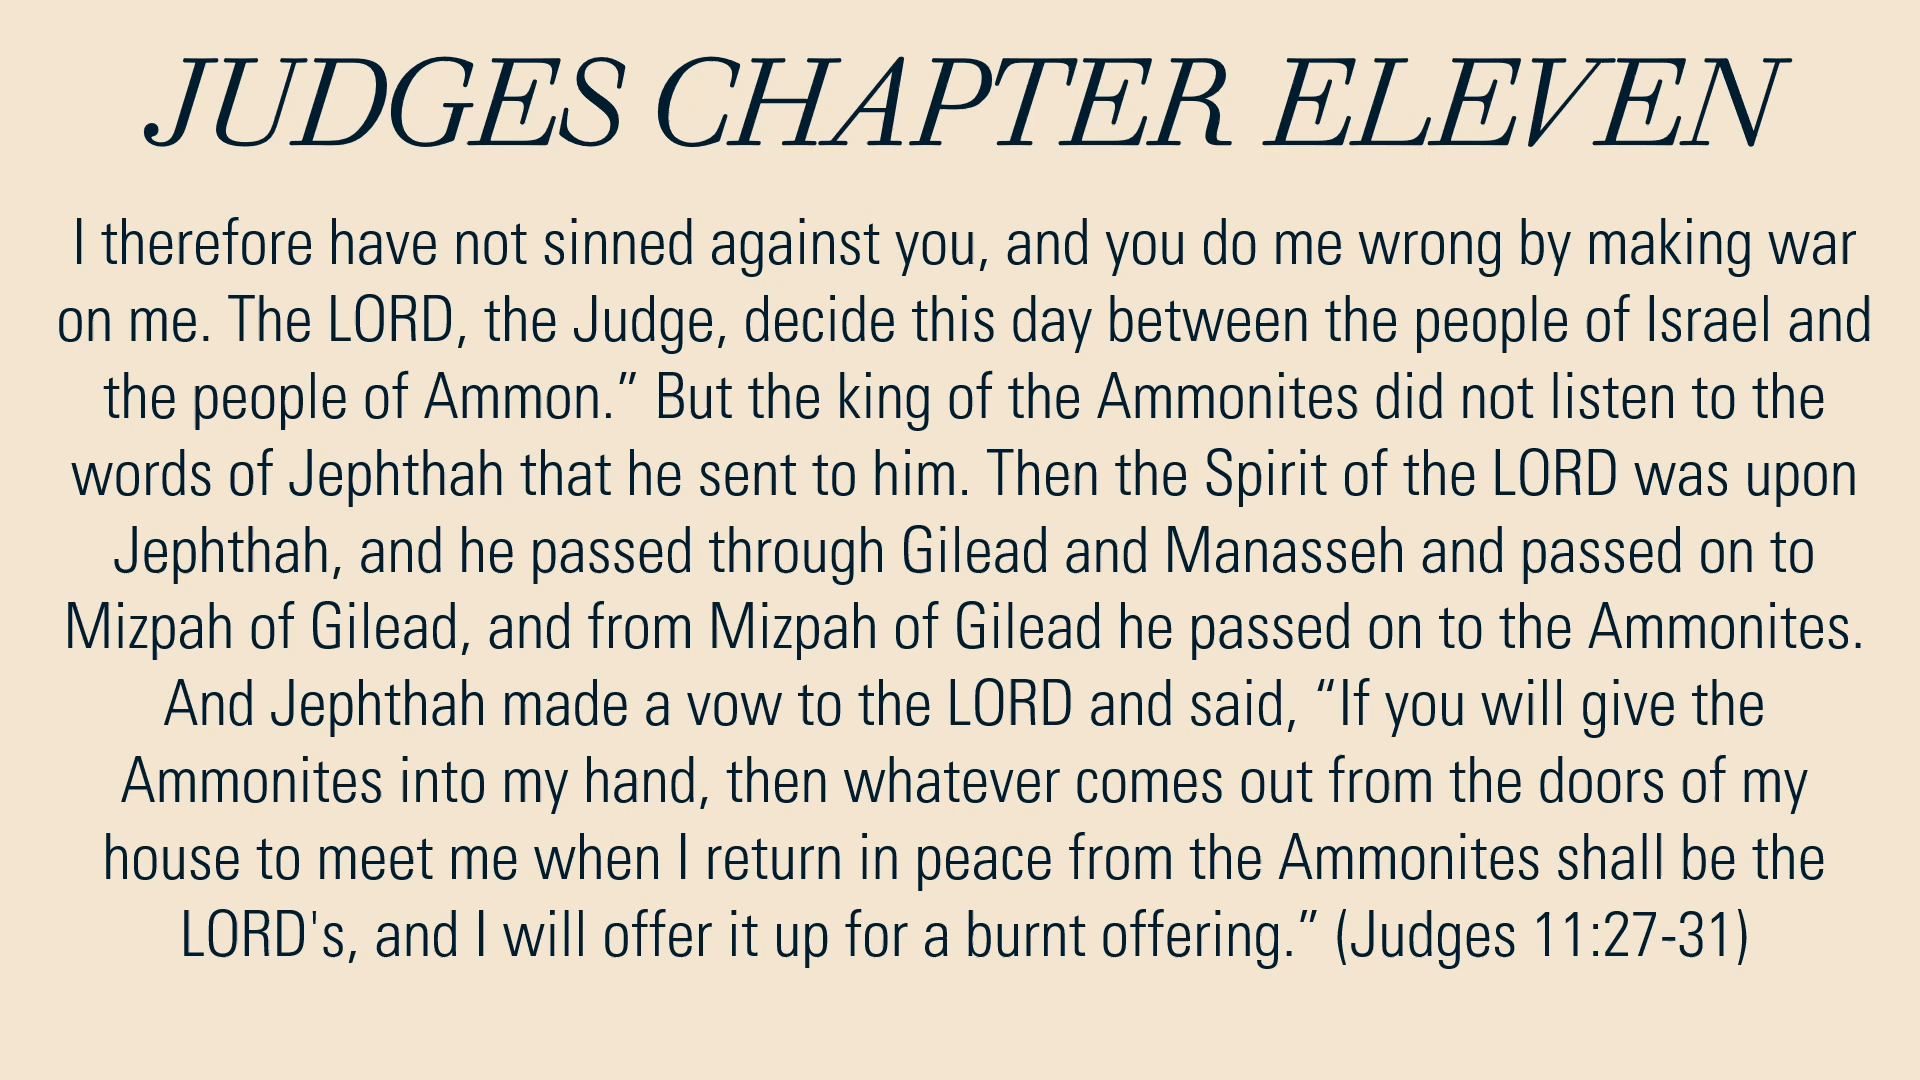 JUDGES CHAPTER ELEVEN
I therefore have not sinned against you, and you do me wrong by making war
on me. The LORD, the Judge, decide this day between the people of Israel and
the people of Ammon.” But the king of the Ammonites did not listen to the
words of Jephthah that he sent to him. Then the Spirit of the LORD was upon
Jephthah, and he passed through Gilead and Manasseh and passed on to
Mizpah of Gilead, and from Mizpah of Gilead he passed on to the Ammonites.
And Jephthah made a vow to the LORD and said, “If you will give the
Ammonites into my hand, then whatever comes out from the doors of my
house to meet me when I return in peace from the Ammonites shall be the
LORD's, and I will offer it up for a burnt offering.” (Judges 11:27-31)